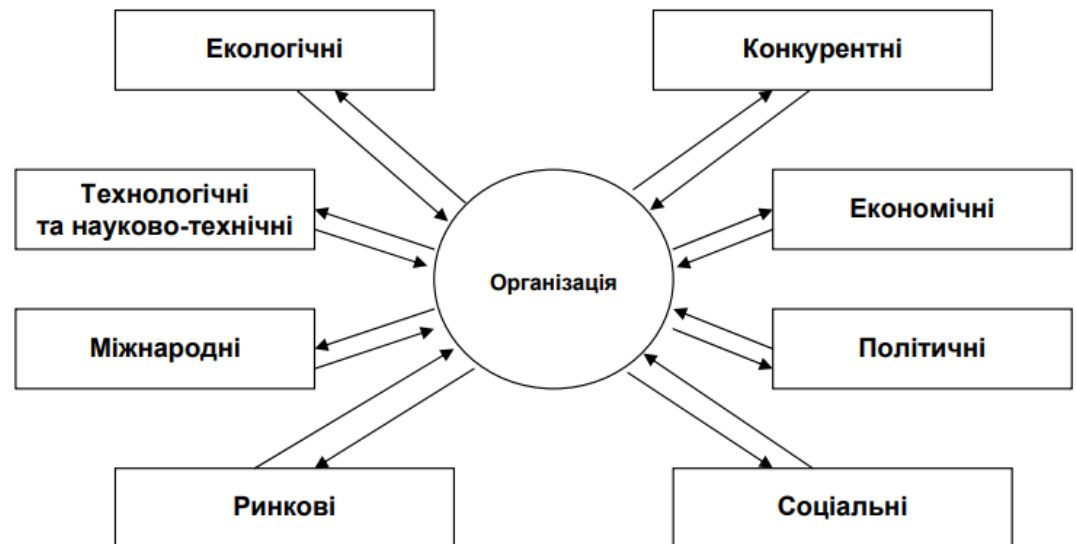 Екологічні
Конкурентні
Технологічні
та науково-технічні
Економічні
Організація
Міжнародні
Політичні
Ринкові
Соціальні